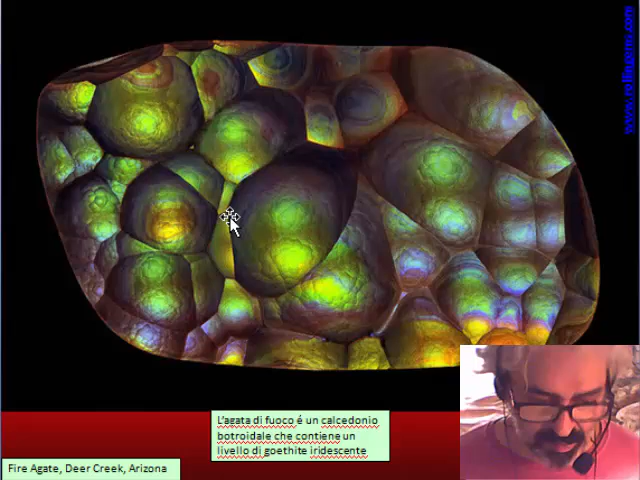 L'agata di fuoco é un calcedonio
botroidale che contiene un
livello di goethite iridescente
Fire Agate, Deer Creek, Arizona